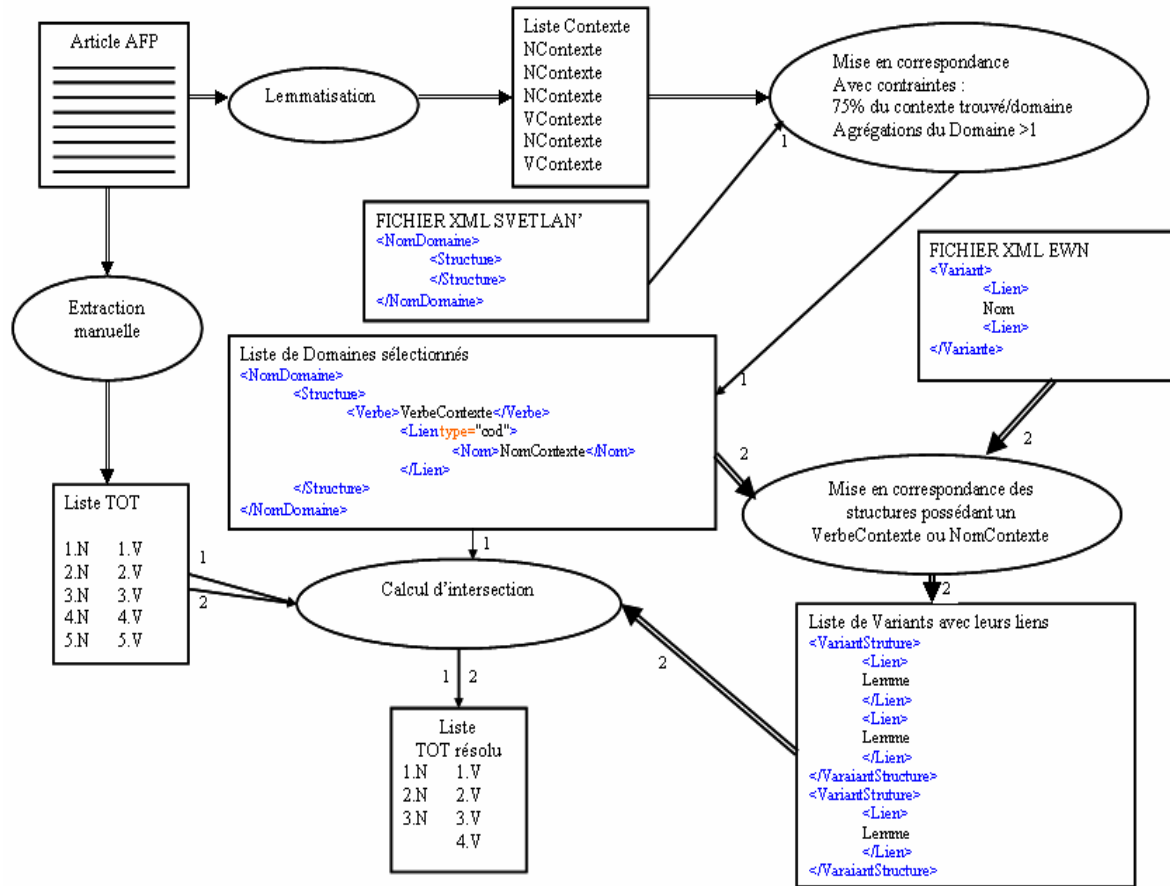 Article AFP
Lemmatisation
Liste Contexte
NContexte
NContexte
NContexte
VContexte
NContexte
VContexte
Mise en correspondance
Avec contraintes :
75% du contexte trouvé/domaine
Agrégations du Domaine >1
1
FICHIER XML SVETLAN’
<NomDomaine>
<Structure>
</Structure>
</NomDomaine>
FICHIER XML EWN
<Variant>
<Lien>
Nom
<Lien>
</Variante>
Extraction
manuelle
Liste de Domaines sélectionnés
<NomDomaine>
<Structure>
<Verbe>VerbeContexte</Verbe>
<Lientype="cod">
<Nom>NomContexte</Nom>
</Lien>
</Structure>
</NomDomaine>
1
2
2
Mise en correspondance des
structures possédant un
VerbeContexte ou NomContexte
Liste TOT
1.N 1.V
2.N 2.V
3.N 3.V
4.N 4.V
5.N 5.V
1
2
1
Calcul d’intersection
2
2
Liste de Variants avec leurs liens
<VariantStruture>
<Lien>
Lemme
</Lien>
<Lien>
Lemme
</Lien>
</VaraiantStructure>
<VariantStruture>
<Lien>
Lemme
</Lien>
</VaraiantStructure>
1 2
Liste
TOT résolu
1.N 1.V
2.N 2.V
3.N 3.V
4.V